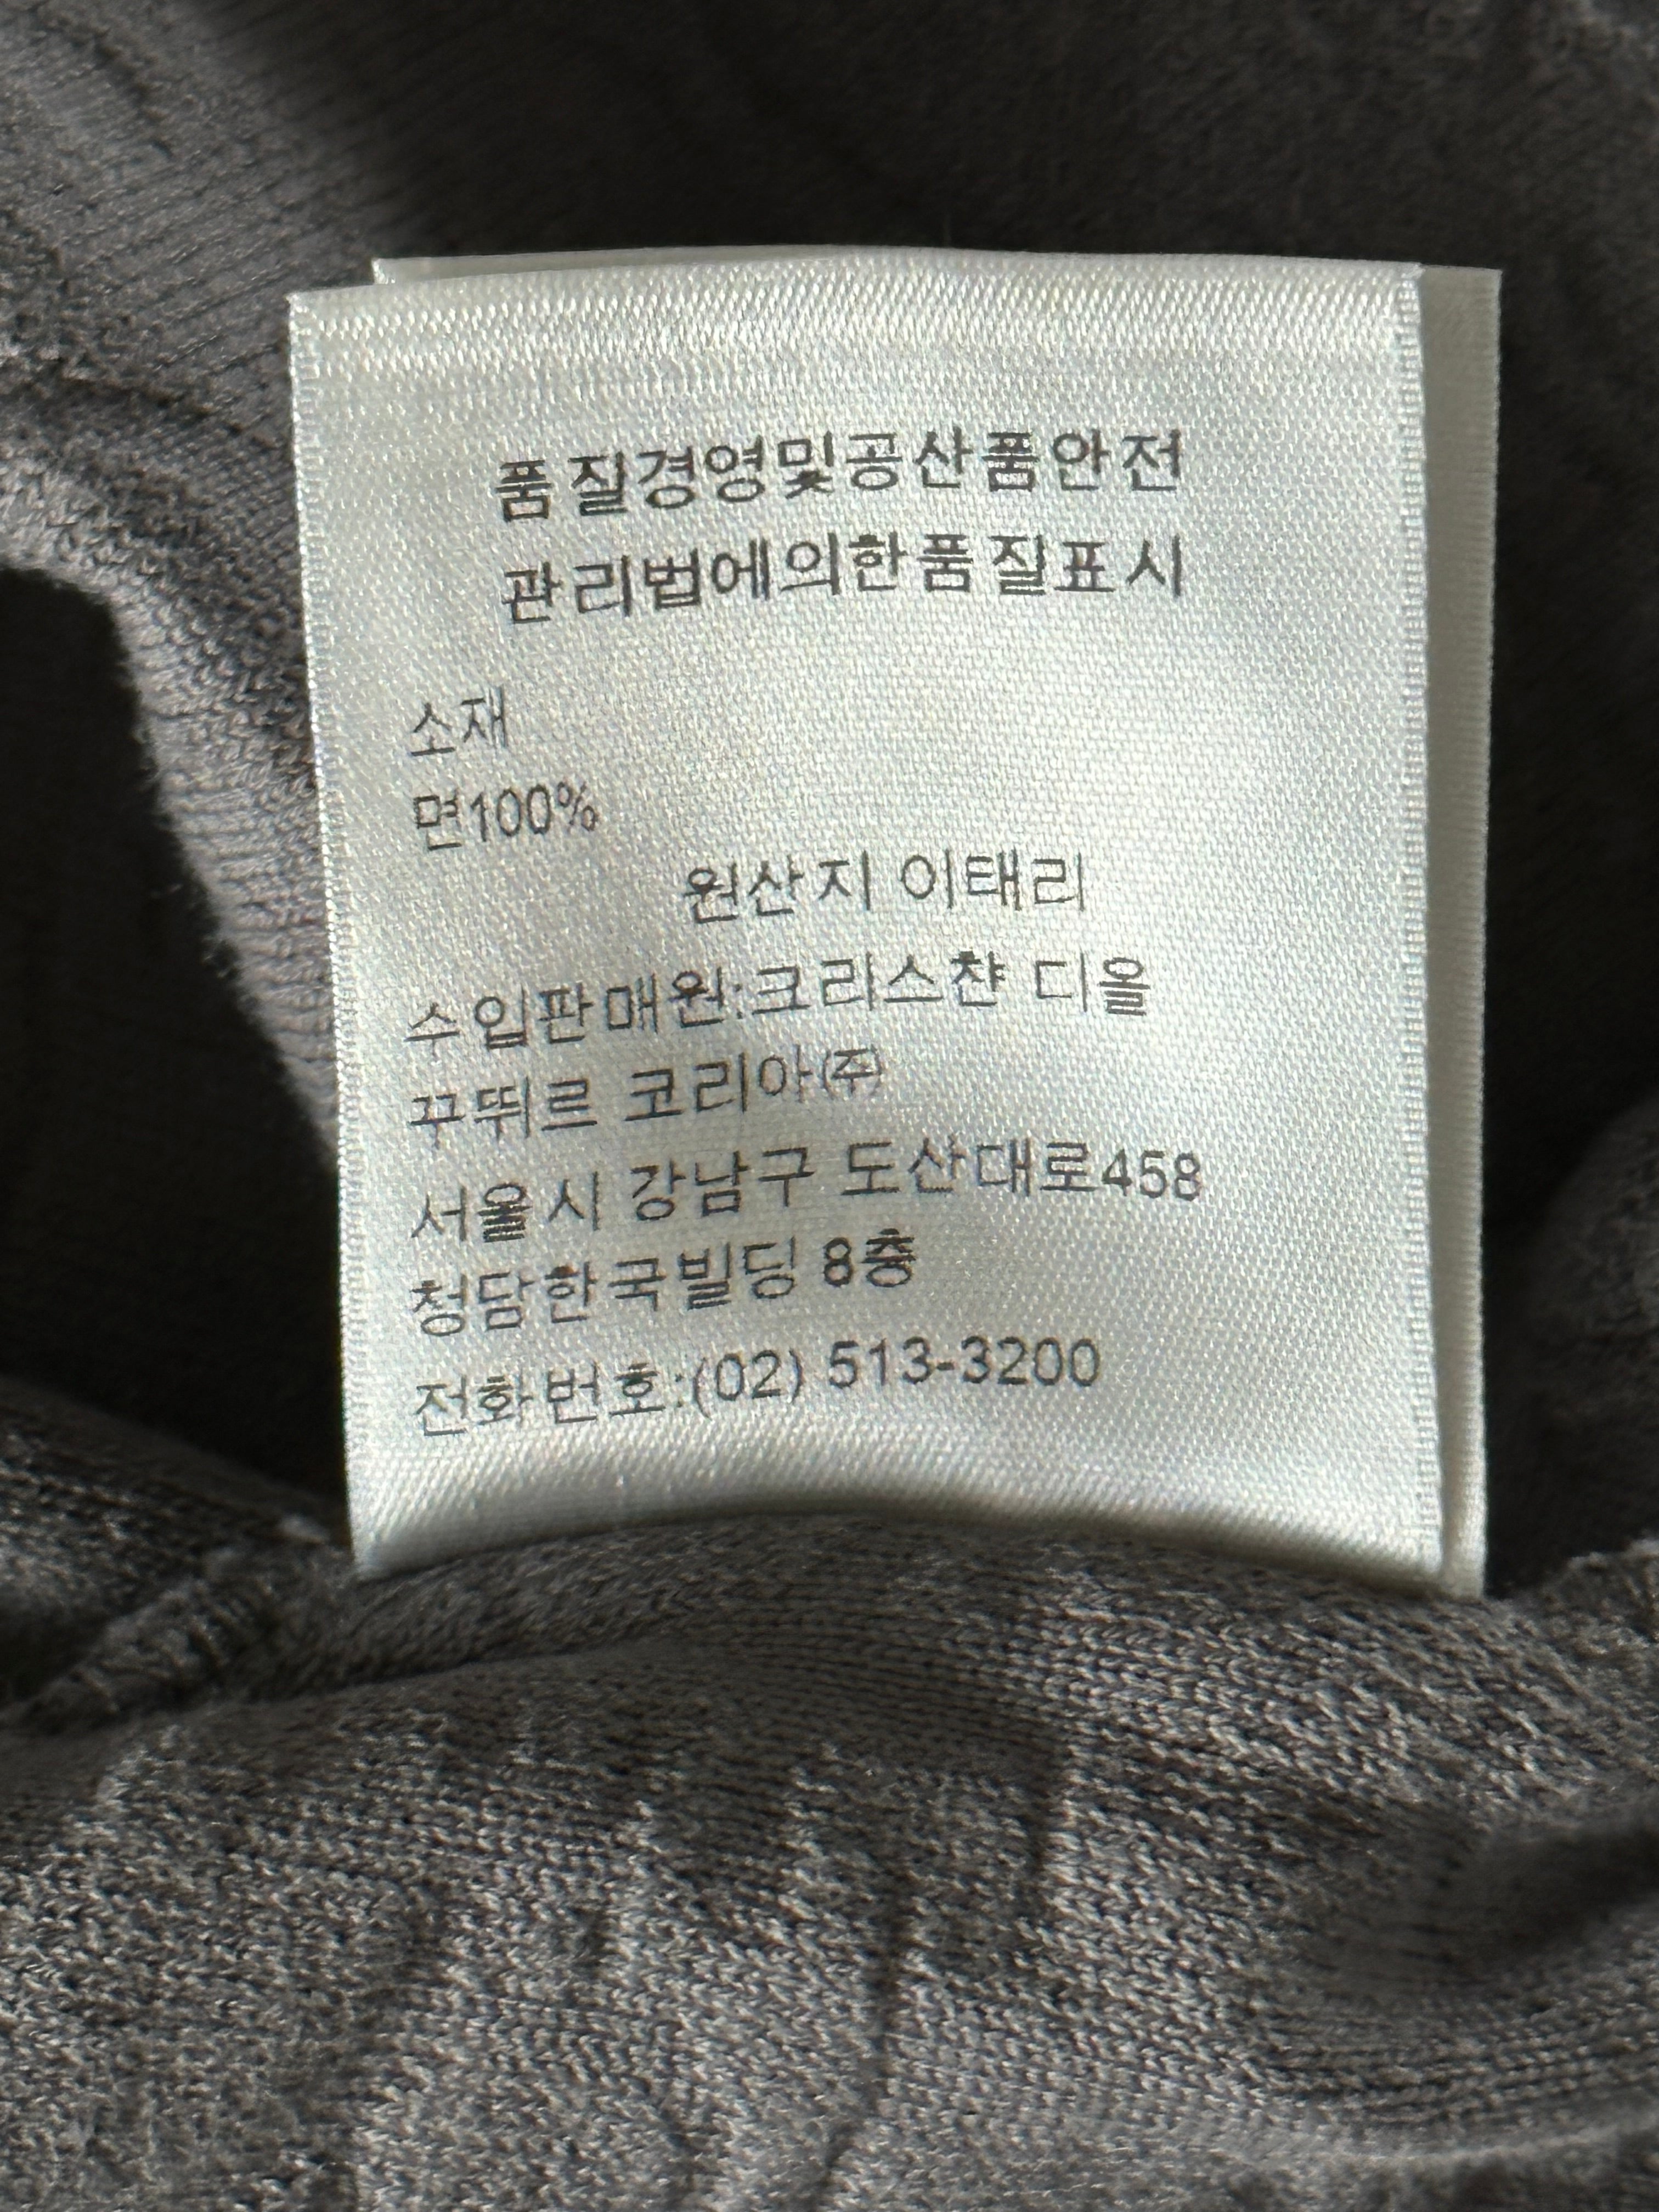 품질경영및공산품안전
관리법에의한품질표시
소재
면100%
원산지 이태리
수입판매원:크리스챤 디올
꾸뛰르 코리아㈜
서울시 강남구 도산대로458
청담한국빌딩 8층
전화번호:(02) 513-3200